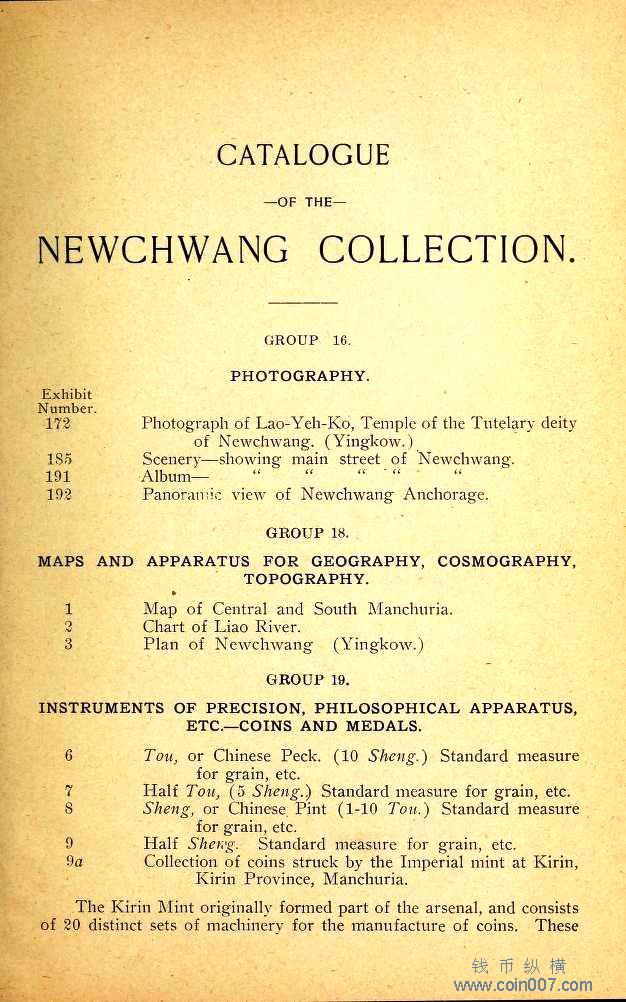 CATALOGUE
—OF THE—
NEWCHWANG COLLECTION.
GROUP 16.
PHOTOGRAPHY.
Exhibit
Number.
172 Photograph of Lao-Yeh-Ko, Temple of the Tutelary deity
of Newchwang. (Yingkow.)
185 Scenery—showing main street of Newchwang.
191 Album— “ “ “ “ “
192 Panoramic view of Newchwang Anchorage.
GROUP 18.
MAPS AND APPARATUS FOR GEOGRAPHY, COSMOGRAPHY,
TOPOGRAPHY.
1 Map of Central and South Manchuria.
2 Chart of Liao River.
3 Plan of Newchwang (Yingkow.)
GROUP 19.
INSTRUMENTS OF PRECISION, PHILOSOPHICAL APPARATUS,
ETC.—COINS AND MEDALS.
6 Tou, or Chinese Peck. (10 Sheng.) Standard measure
for grain, etc.
7 Half Tou, (5 Sheng.) Standard measure for grain, etc.
8 Sheng, or Chinese Pint (1-10 Tou.) Standard measure
for grain, etc.
9 Half Sheng. Standard measure for grain, etc.
9a Collection of coins struck by the Imperial mint at Kirin,
Kirin Province, Manchuria.
The Kirin Mint originally formed part of the arsenal, and consists
of 20 distinct sets of machinery for the manufacture of coins. These
钱币纵横
www.coin007.com